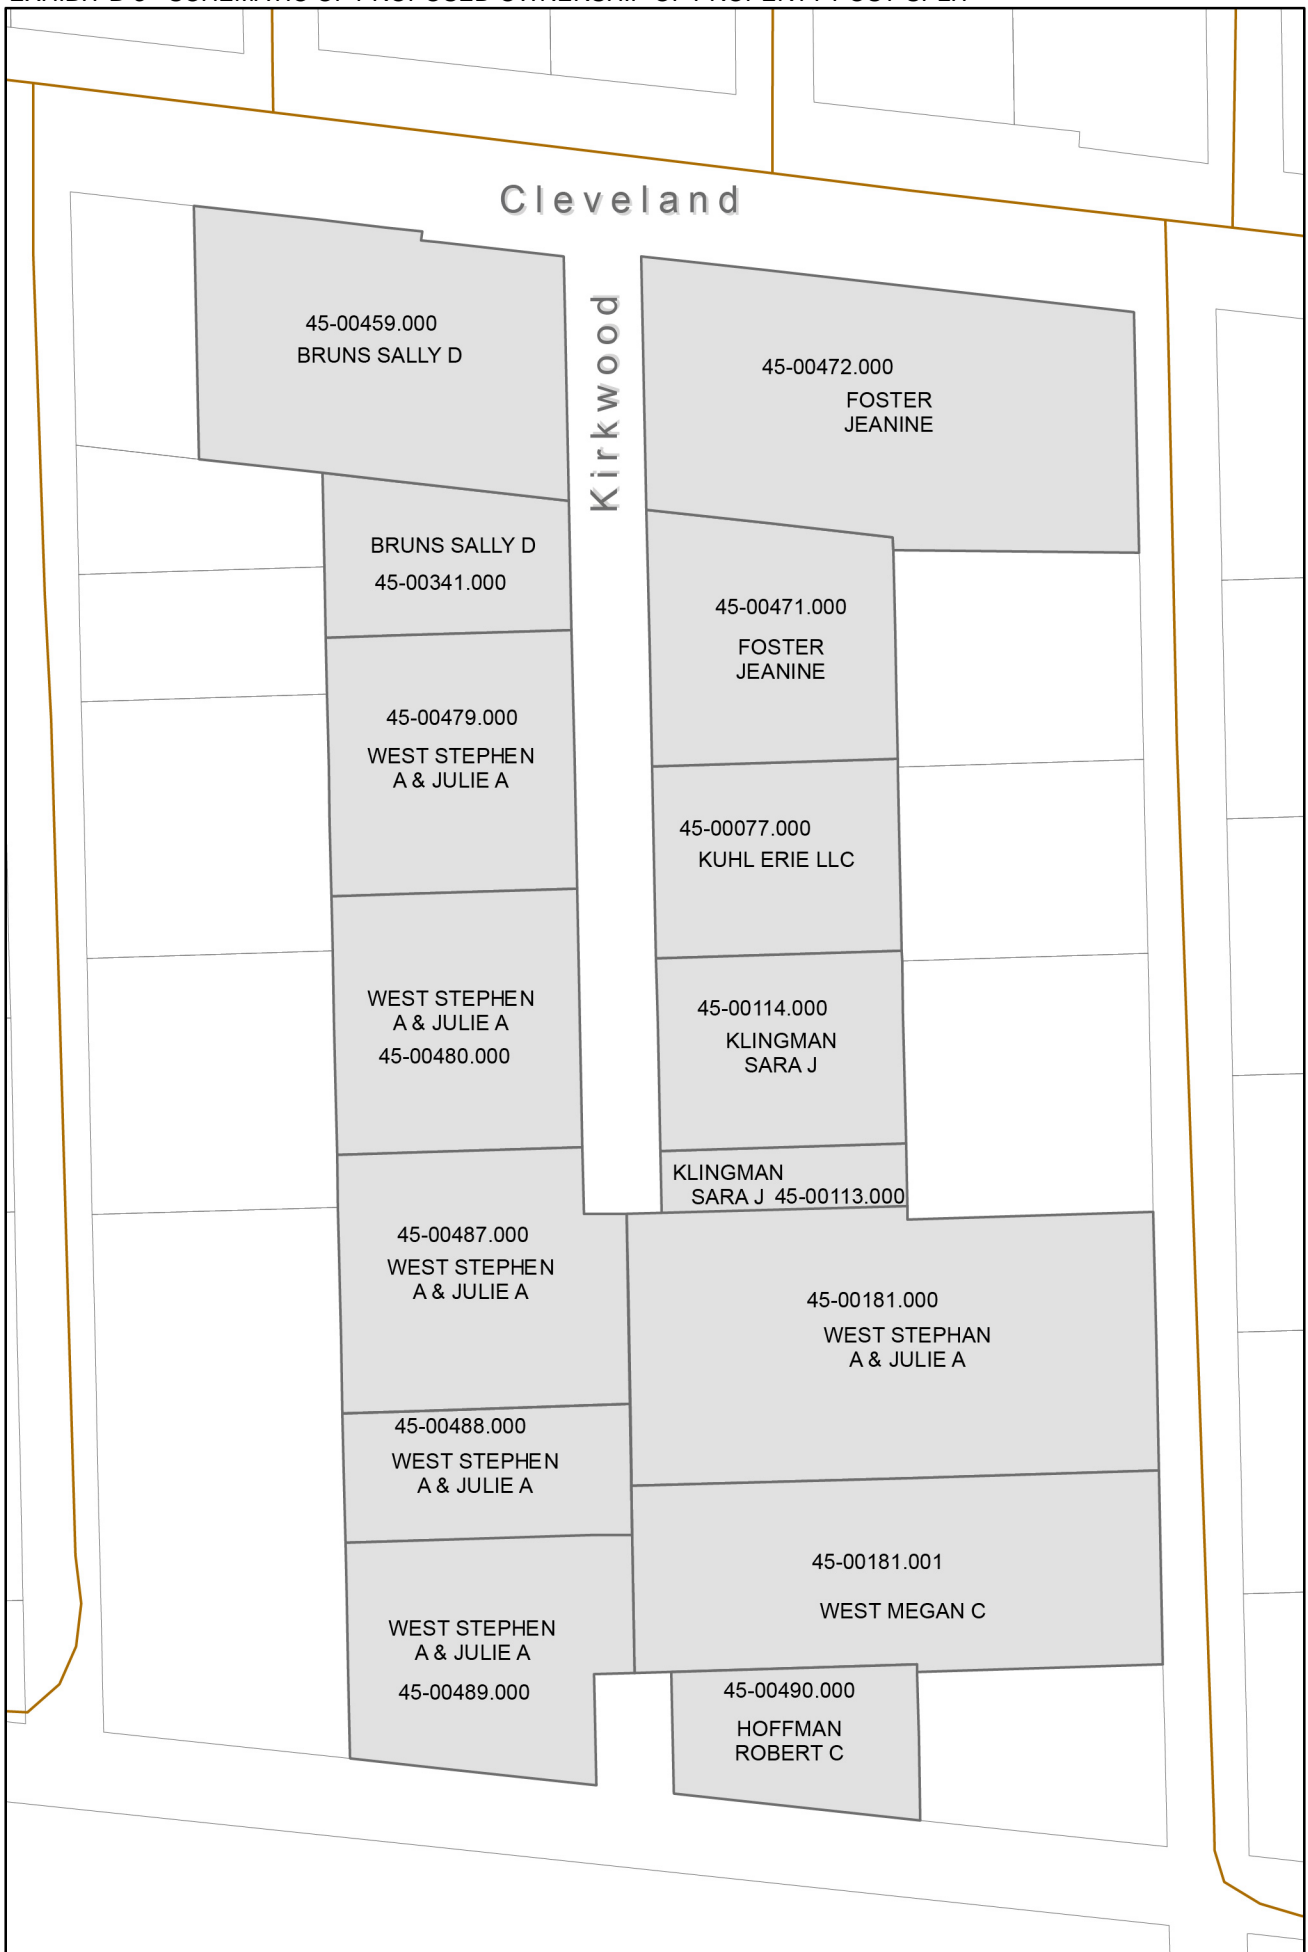 Cleveland
Kirkwood
45-00459.000
BRUNS SALLY D
45-00472.000
FOSTER
JEANINE
BRUNS SALLY D
45-00341.000
45-00471.000
FOSTER
JEANINE
45-00479.000
WEST STEPHEN
A & JULIE A
45-00077.000
KUHL ERIE LLC
WEST STEPHEN
A & JULIE A
45-00480.000
45-00114.000
KLINGMAN
SARA J
KLINGMAN
SARA J 45-00113.000
45-00487.000
WEST STEPHEN
A & JULIE A
45-00181.000
WEST STEPHAN
A & JULIE A
45-00488.000
WEST STEPHEN
A & JULIE A
45-00181.001
WEST MEGAN C
WEST STEPHEN
A & JULIE A
45-00489.000
45-00490.000
HOFFMAN
ROBERT C